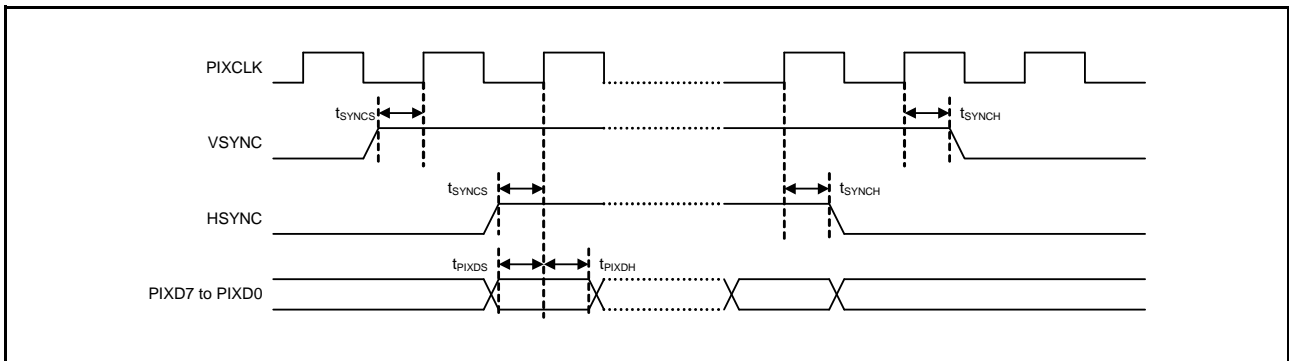 PIXCLK
tSYNCS
tSYNCH
VSYNC
tSYNCS
tSYNCH
HSYNC
tPIXDS
tPIXDH
PIXD7 to PIXD0